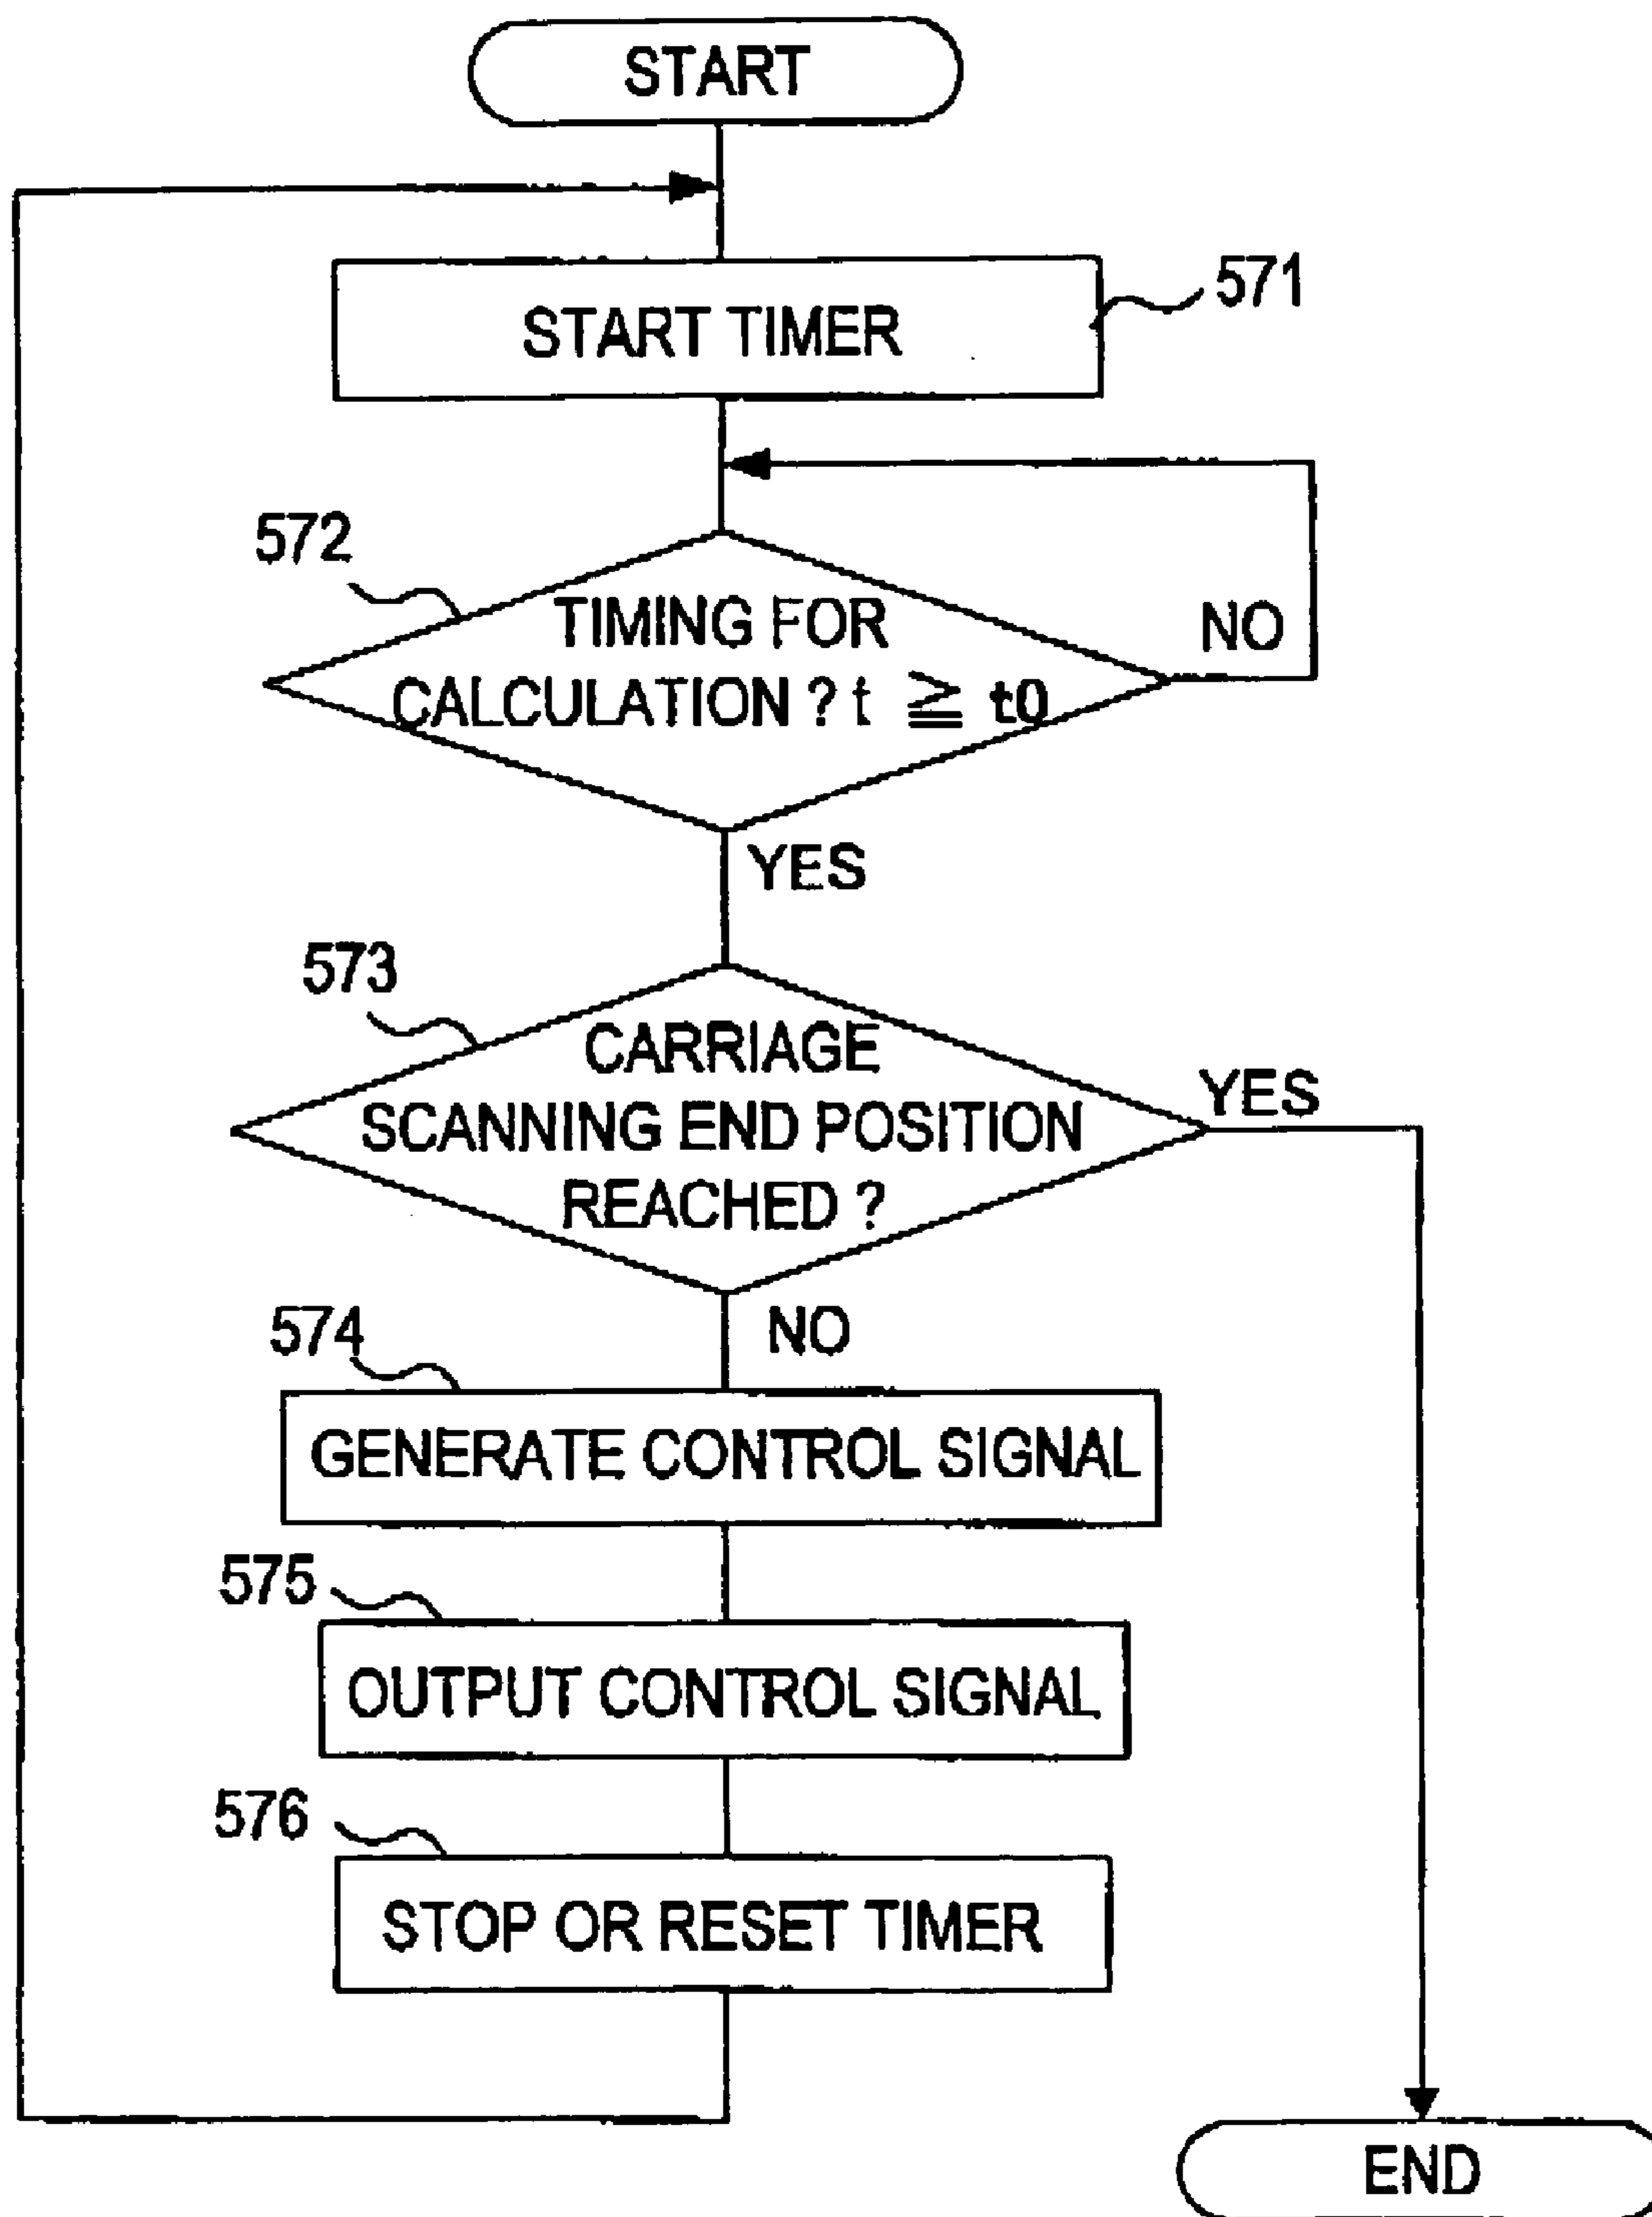 START
START TIMER
571
572
TIMING FOR
CALCULATION ? t ≧ t0
NO
YES
573
CARRIAGE
SCANNING END POSITION
REACHED ?
YES
NO
574
GENERATE CONTROL SIGNAL
575
OUTPUT CONTROL SIGNAL
576
STOP OR RESET TIMER
END